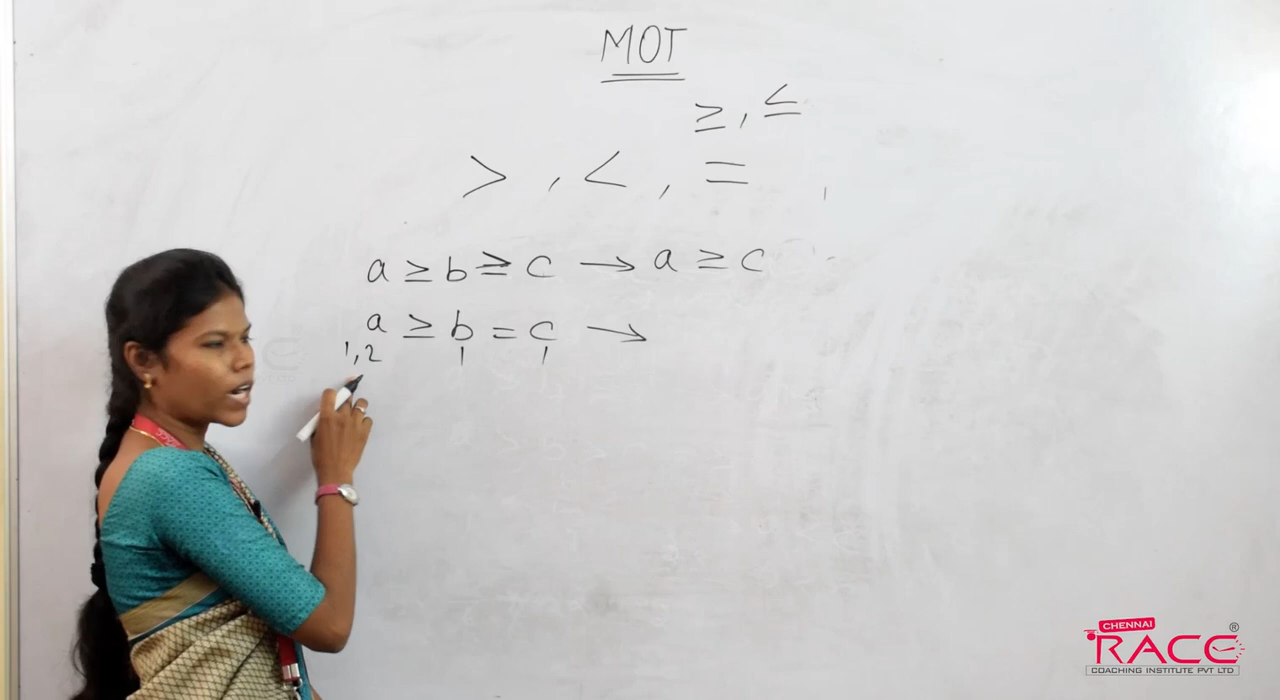 MOT
≥, ≤
>, <, =
a ≥ b ≥ c → a ≥ c
a ≥ b = c →
1,2 1 1
CHENNAI
RACE ®
COACHING INSTITUTE PVT LTD